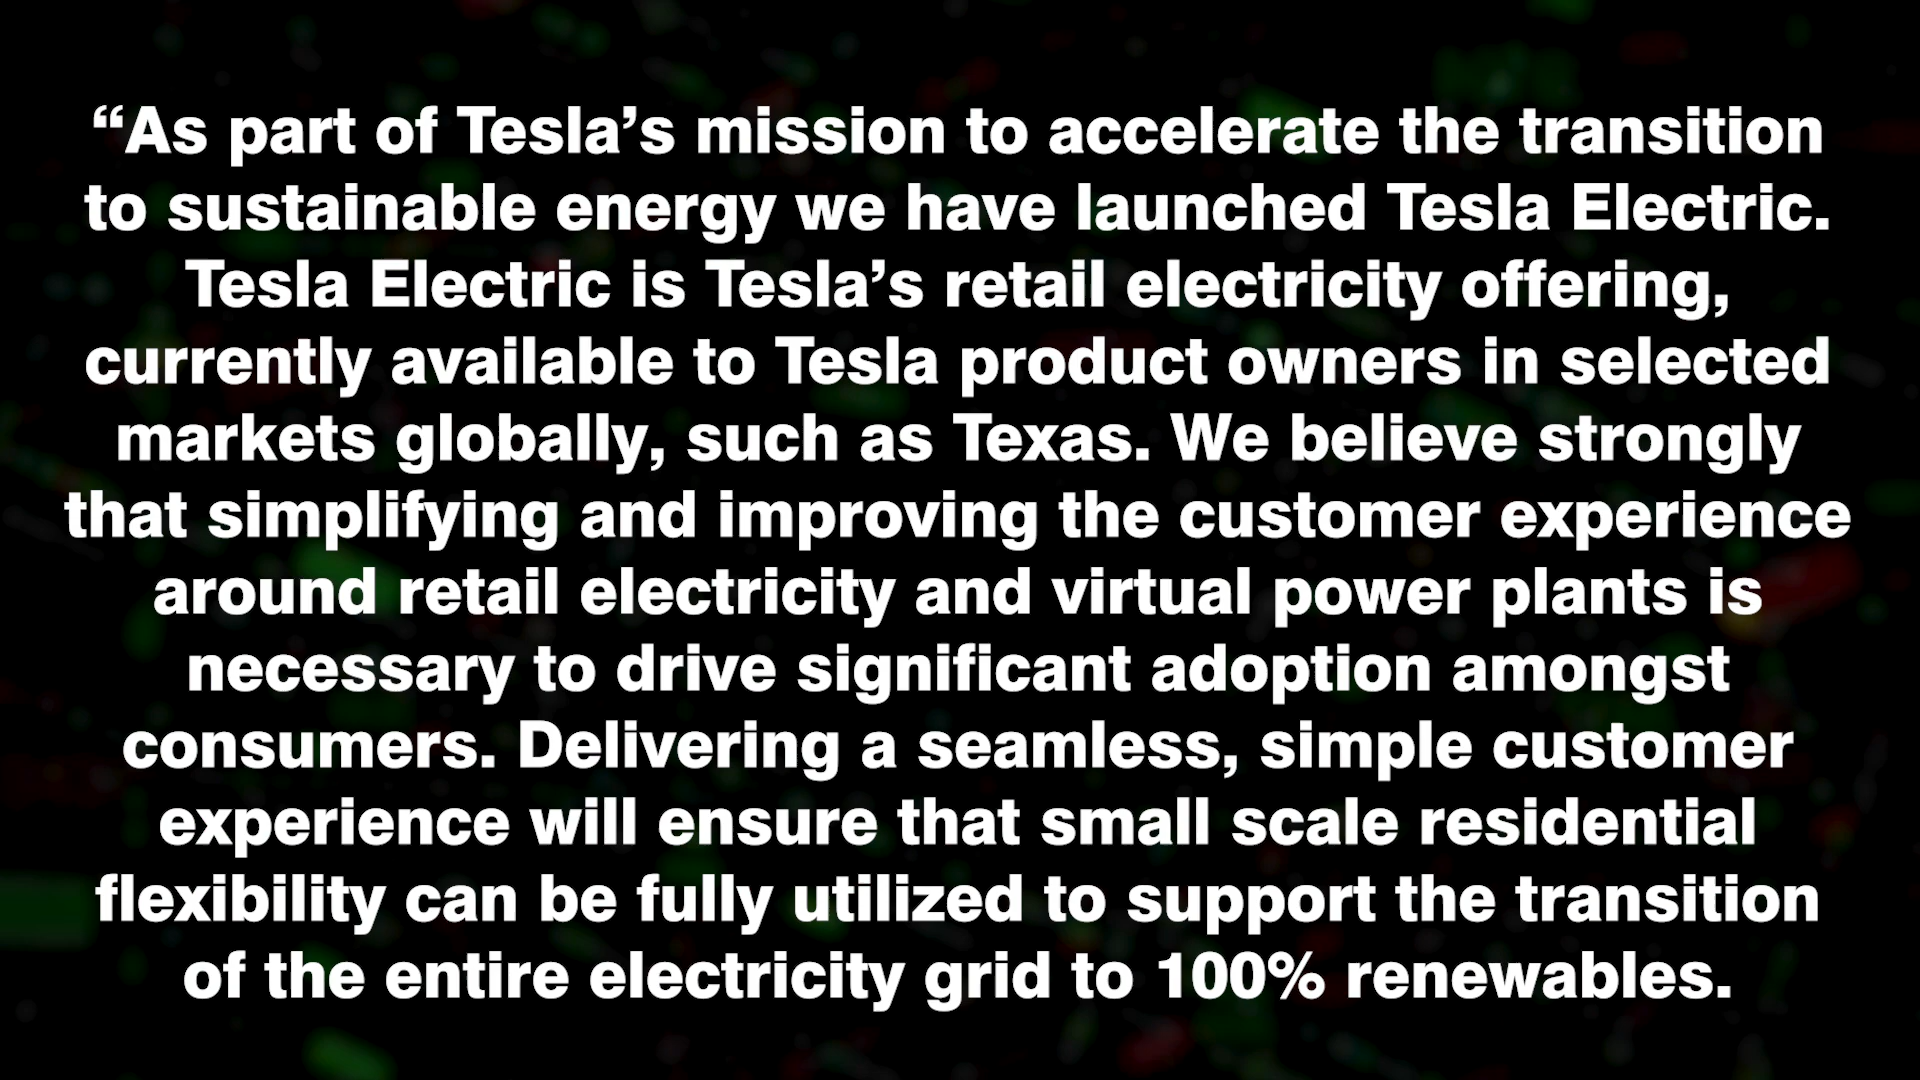 “As part of Tesla’s mission to accelerate the transition
to sustainable energy we have launched Tesla Electric.
Tesla Electric is Tesla’s retail electricity offering,
currently available to Tesla product owners in selected
markets globally, such as Texas. We believe strongly
that simplifying and improving the customer experience
around retail electricity and virtual power plants is
necessary to drive significant adoption amongst
consumers. Delivering a seamless, simple customer
experience will ensure that small scale residential
flexibility can be fully utilized to support the transition
of the entire electricity grid to 100% renewables.